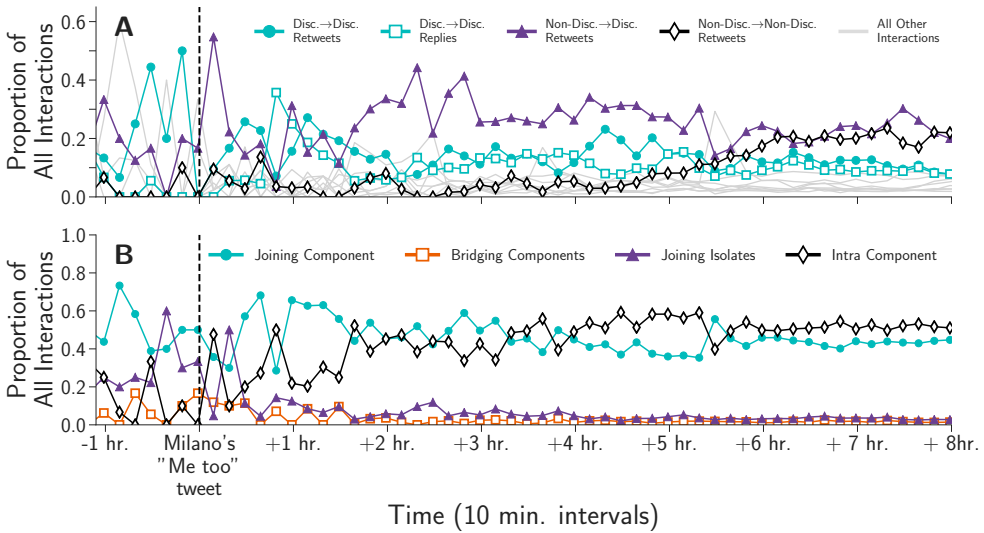 A
Disc.→Disc.
Retweets
Disc.→Disc.
Replies
Non-Disc.→Disc.
Retweets
Non-Disc.→Non-Disc.
Retweets
All Other
Interactions
Proportion of
All Interactions
0.6
0.4
0.2
0.0
B
Joining Component
Bridging Components
Joining Isolates
Intra Component
Proportion of
All Interactions
1.0
0.8
0.6
0.4
0.2
0.0
-1 hr.
Milano's
"Me too"
tweet
+1 hr.
+2 hr.
+3 hr.
+4 hr.
+5 hr.
+6 hr.
+ 7 hr.
+ 8hr.
Time (10 min. intervals)